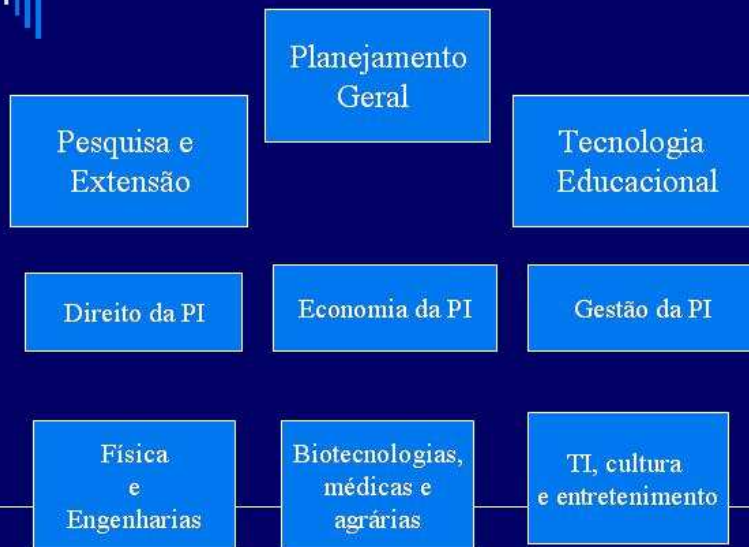 Planejamento
Geral
Pesquisa e
Extensão
Tecnologia
Educacional
Direito da PI
Economia da PI
Gestão da PI
Física
e
Engenharias
Biotecnologias,
médicas e
agrárias
TI, cultura
e entretenimento